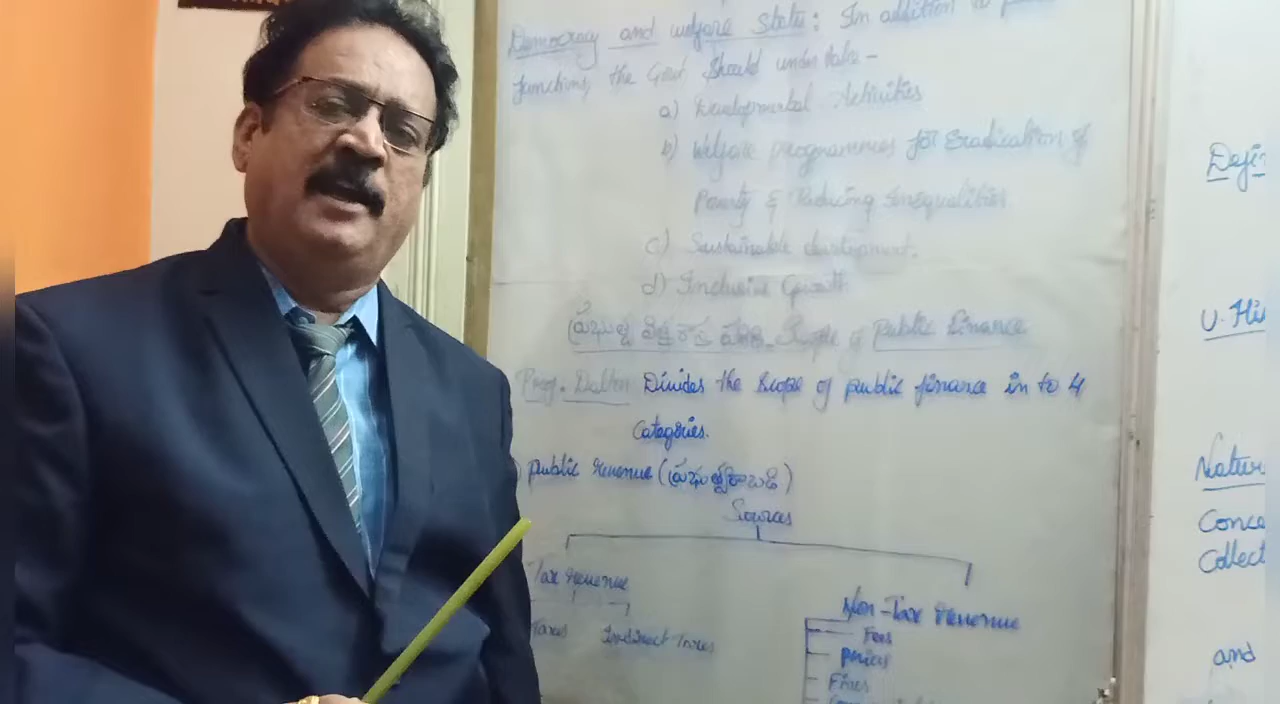 Democracy and welfare State: In addition to
functions, the Govt. Should undertake -
a) Developmental Activities
b) Welfare programmes for Eradication of
Poverty & Reducing Inequalities
c) Sustainable development.
d) Inclusive Growth
Scope of Public Finance
Prof. Dalton Divides the Scope of public finance in to 4
Categories.
) public revenue (ప్రభుత్వ రాబడి)
Sources
Tax Revenue
Non-Tax Revenue
Taxes Indirect Taxes
Fees
Prices
Fines
Defin
Natur
Conce
Collect
and